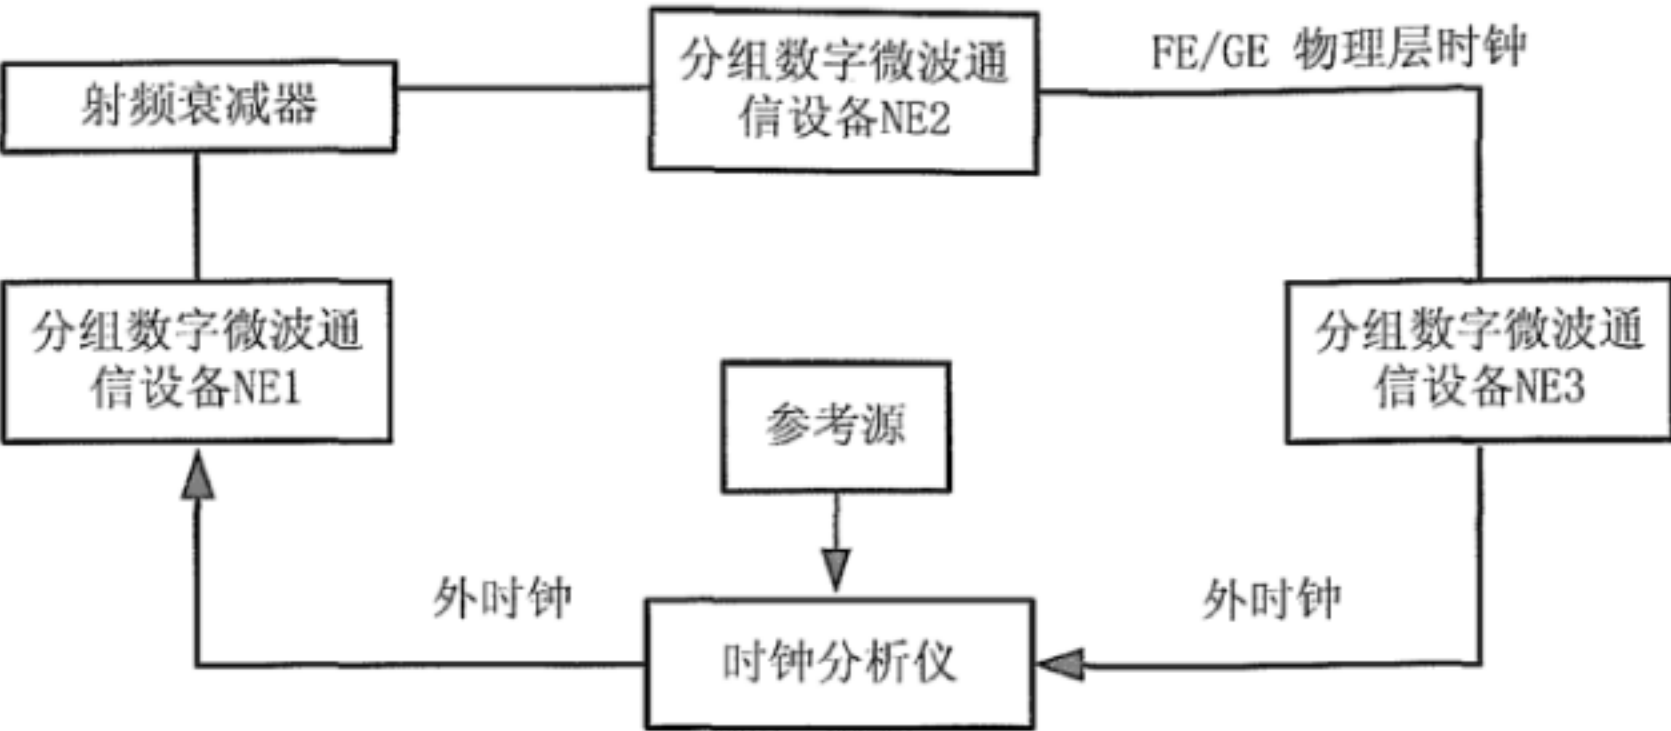 分组数字微波通
信设备NE2
FE/GE 物理层时钟
射频衰减器
分组数字微波通
信设备NE1
参考源
分组数字微波通
信设备NE3
外时钟
外时钟
时钟分析仪